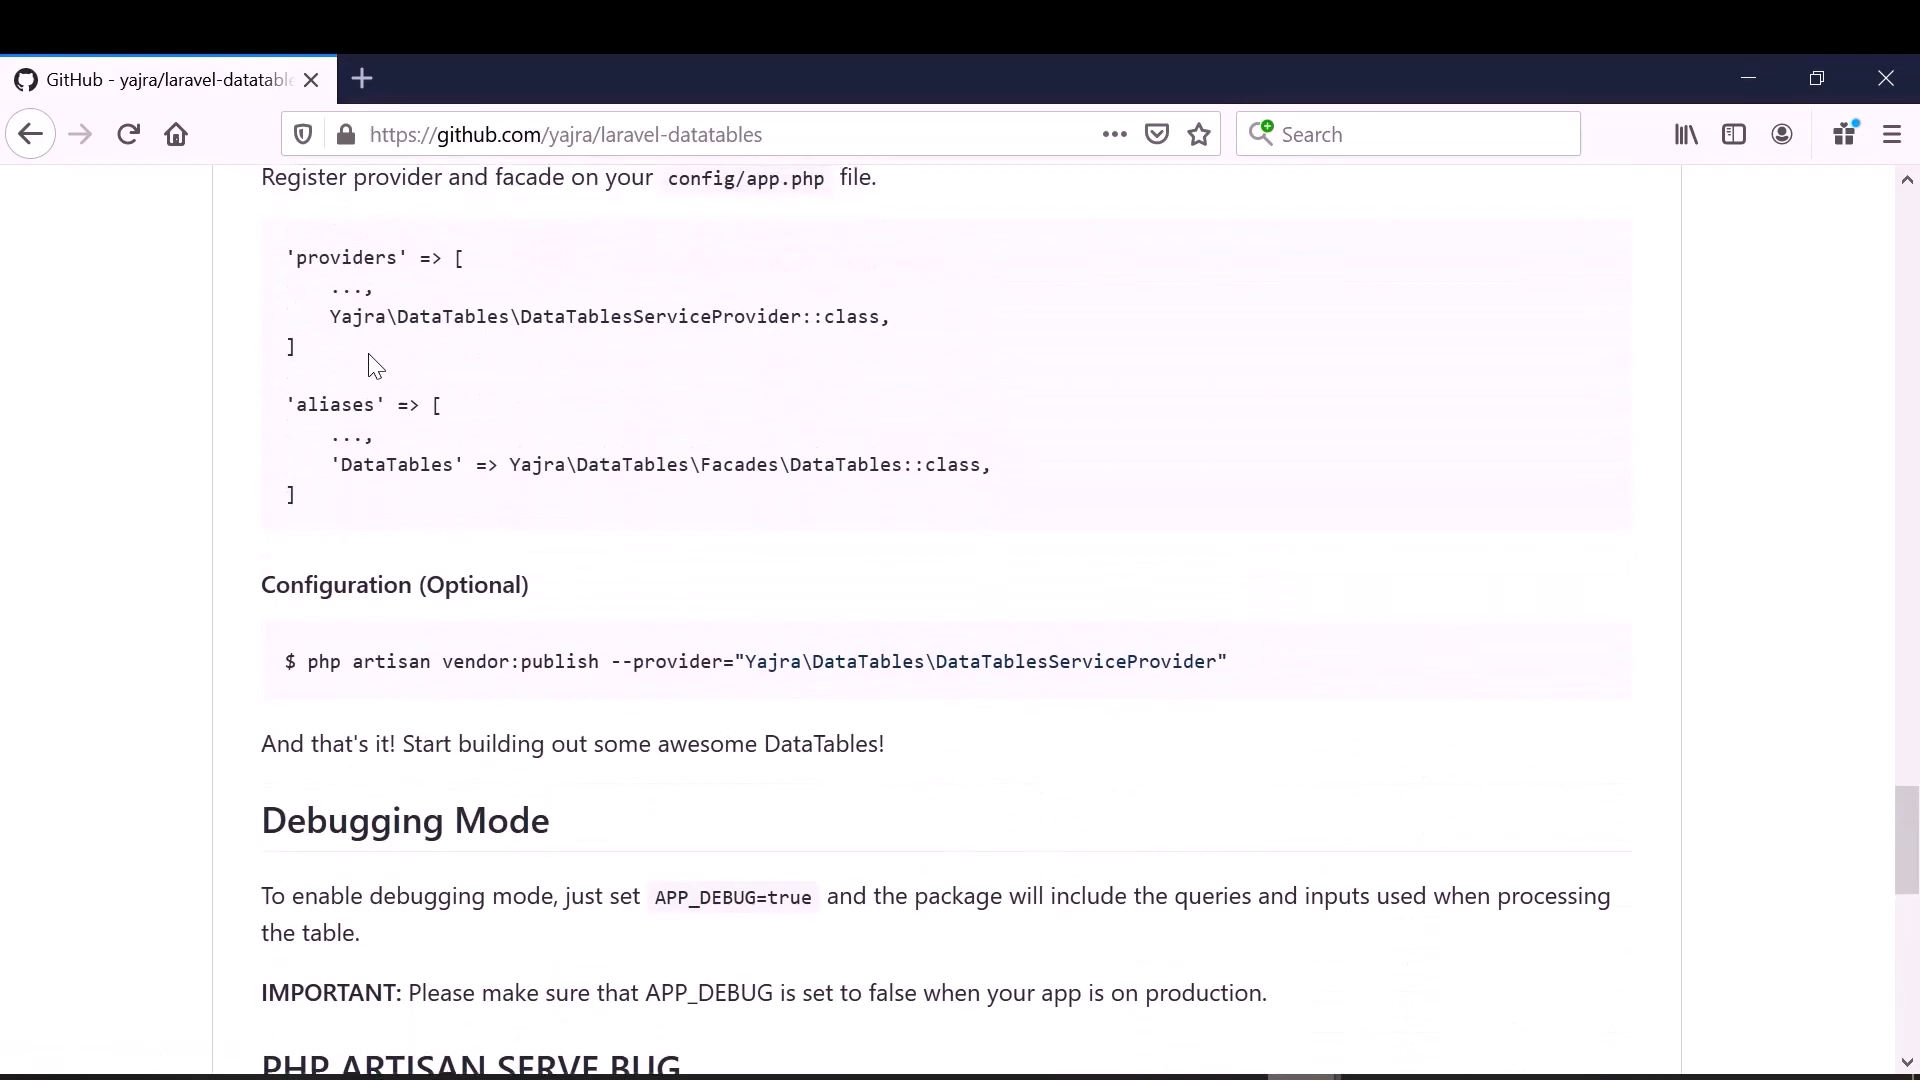 GitHub - yajra/laravel-datatable
https://github.com/yajra/laravel-datatables
Search
Register provider and facade on your config/app.php file.
'providers' => [
...,
Yajra\DataTables\DataTablesServiceProvider::class,
]
'aliases' => [
...,
'DataTables' => Yajra\DataTables\Facades\DataTables::class,
]
Configuration (Optional)
$ php artisan vendor:publish --provider="Yajra\DataTables\DataTablesServiceProvider"
And that's it! Start building out some awesome DataTables!
Debugging Mode
To enable debugging mode, just set APP_DEBUG=true and the package will include the queries and inputs used when processing
the table.
IMPORTANT: Please make sure that APP_DEBUG is set to false when your app is on production.
PHP ARTISAN SERVE BUG